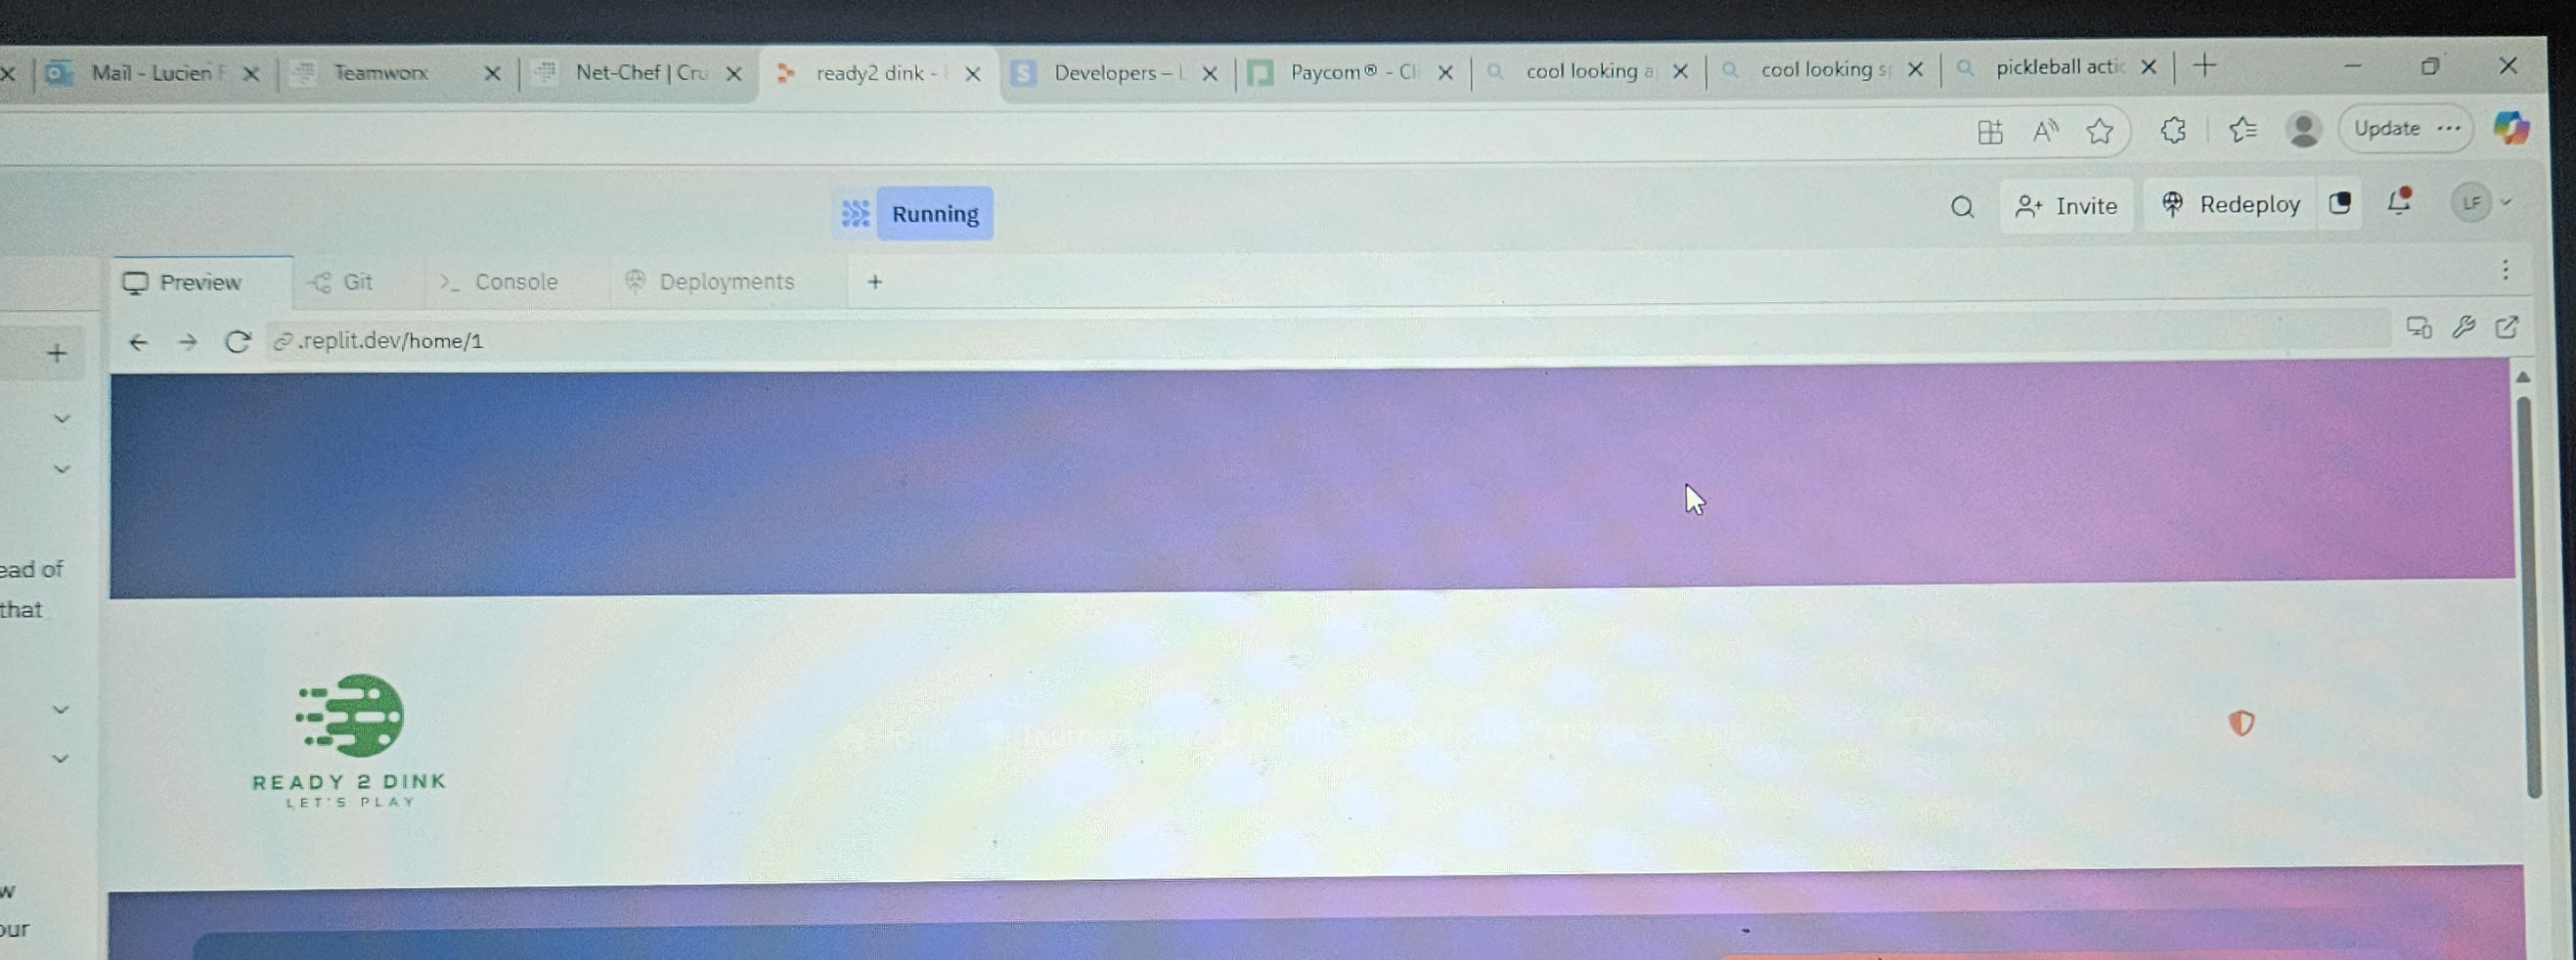 Mail - Lucien
Teamworx
Net-Chef | Cru
ready2 dink -
Developers –
Paycom® - Cli
cool looking a
cool looking s
pickleball actic
Update
Running
Invite
Redeploy
LF
Preview
Git
Console
Deployments
.replit.dev/home/1
ead of
that
READY 2 DINK
LET'S PLAY
w
our